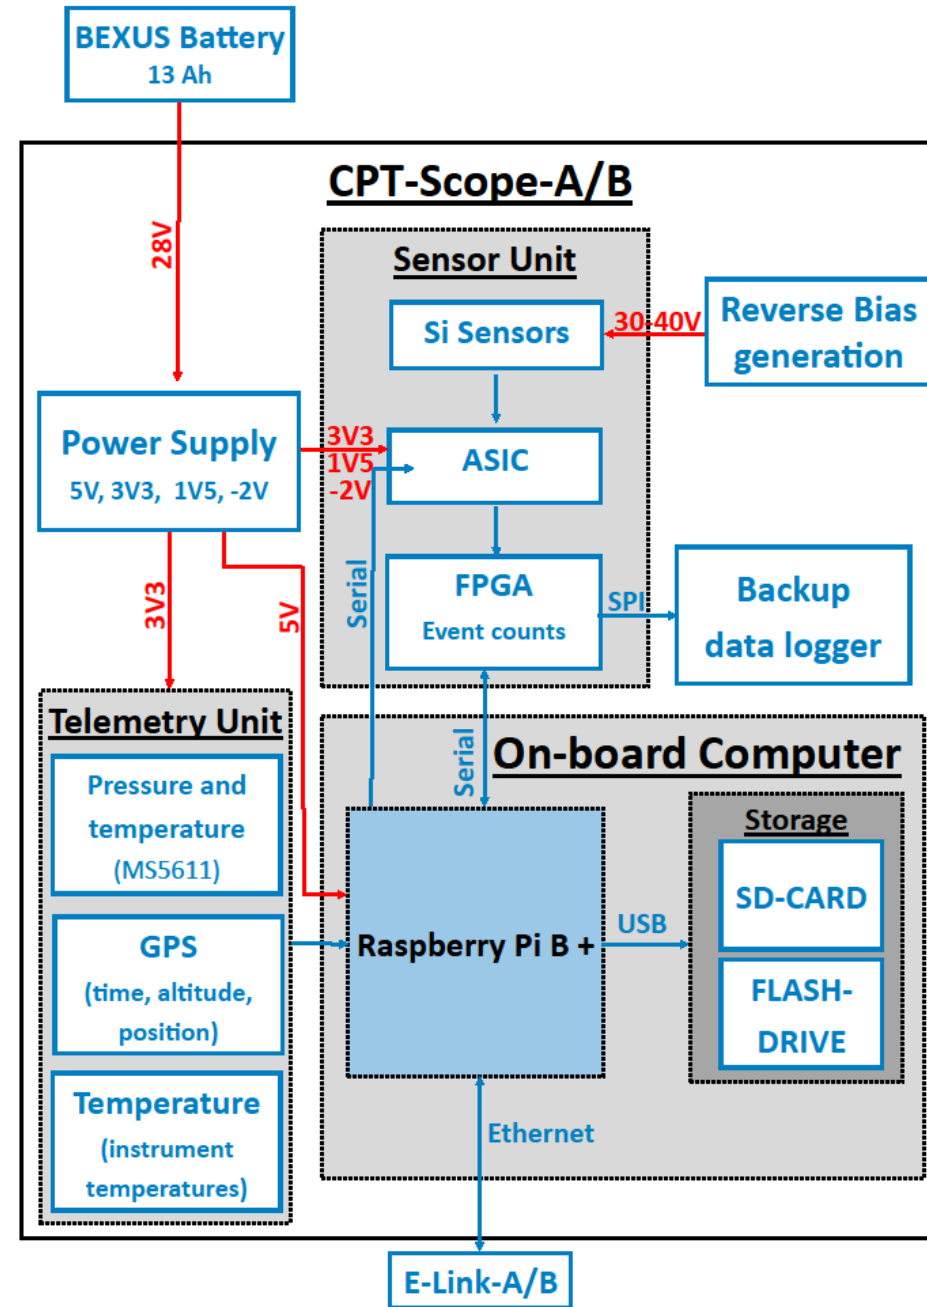 BEXUS Battery
13 Ah
28V
CPT-Scope-A/B
Sensor Unit
Si Sensors
30-40V
Reverse Bias
generation
Power Supply
5V, 3V3, 1V5, -2V
3V3
1V5
-2V
ASIC
Serial
FPGA
Event counts
SPI
Backup
data logger
3V3
5V
Telemetry Unit
Pressure and
temperature
(MS5611)
GPS
(time, altitude,
position)
Temperature
(instrument
temperatures)
Serial
On-board Computer
Raspberry Pi B +
USB
Storage
SD-CARD
FLASH-
DRIVE
Ethernet
E-Link-A/B